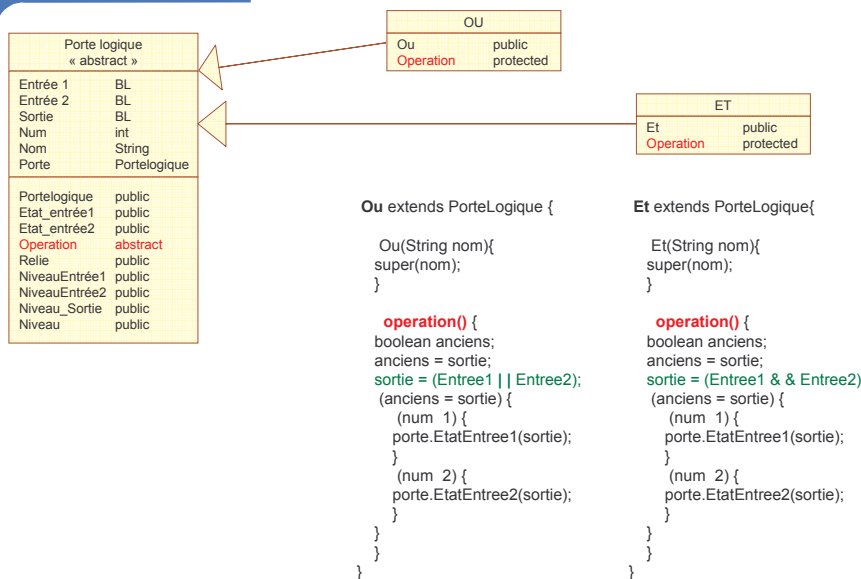 Porte logique
« abstract »
Entrée 1 BL
Entrée 2 BL
Sortie BL
Num int
Nom String
Porte Portelogique
Portelogique public
Etat_entrée1 public
Etat_entrée2 public
Operation abstract
Relie public
NiveauEntrée1 public
NiveauEntrée2 public
Niveau_Sortie public
Niveau public
OU
Ou public
Operation protected
ET
Et public
Operation protected
Ou extends PorteLogique {
Ou(String nom){
super(nom);
}
operation() {
boolean anciens;
anciens = sortie;
sortie = (Entree1 || Entree2);
(anciens = sortie) {
(num 1) {
porte.EtatEntree1(sortie);
}
(num 2) {
porte.EtatEntree2(sortie);
}
}
}
}
Et extends PorteLogique{
Et(String nom){
super(nom);
}
operation() {
boolean anciens;
anciens = sortie;
sortie = (Entree1 & & Entree2)
(anciens = sortie) {
(num 1) {
porte.EtatEntree1(sortie);
}
(num 2) {
porte.EtatEntree2(sortie);
}
}
}
}